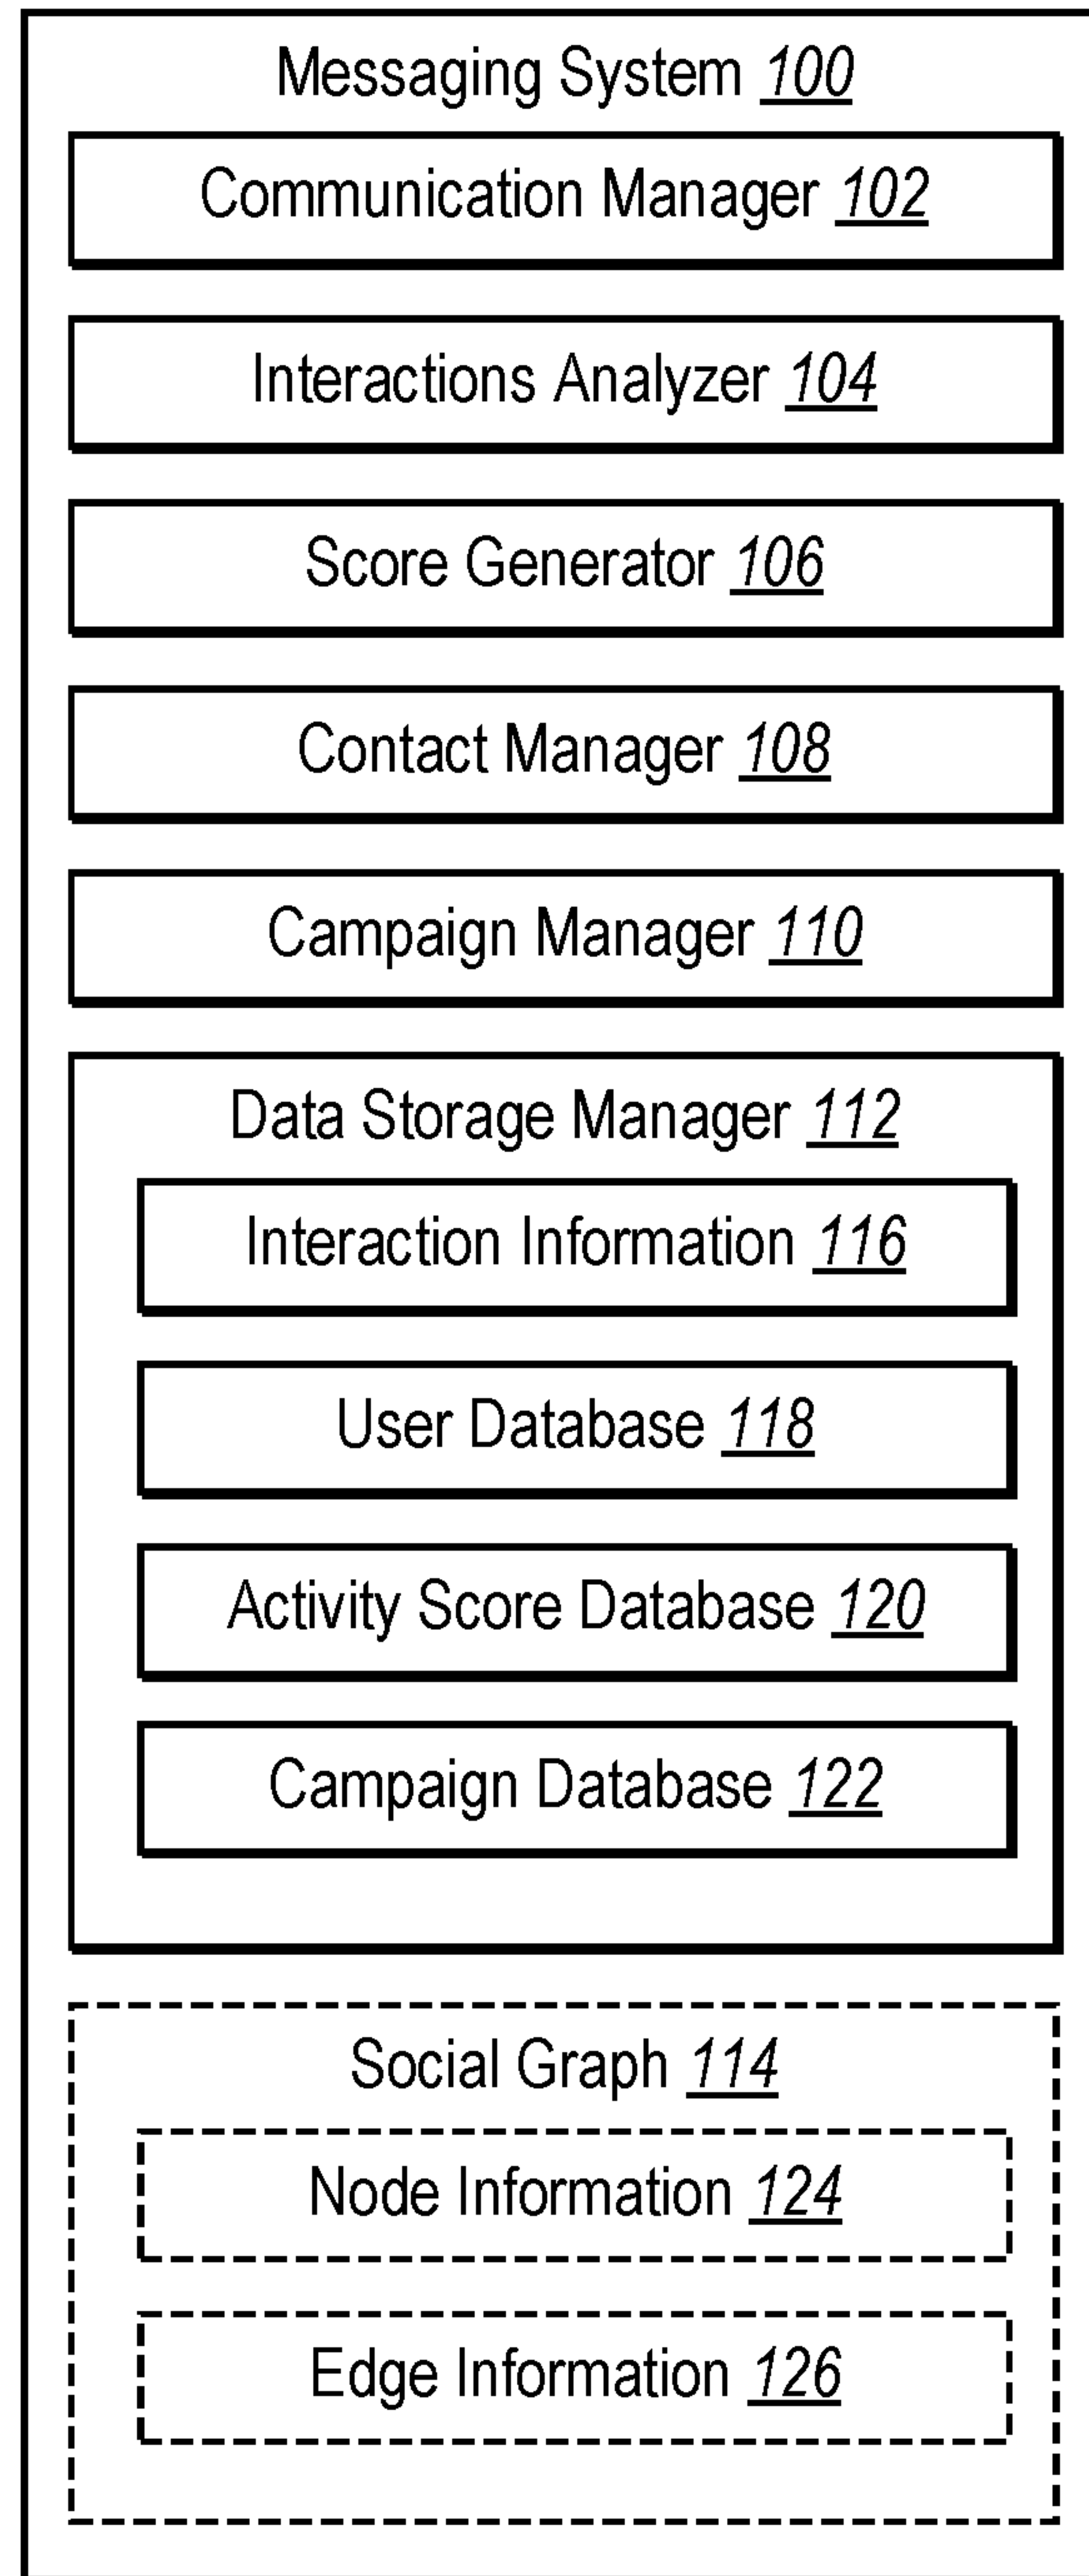 Messaging System 100
Communication Manager 102
Interactions Analyzer 104
Score Generator 106
Contact Manager 108
Campaign Manager 110
Data Storage Manager 112
Interaction Information 116
User Database 118
Activity Score Database 120
Campaign Database 122
Social Graph 114
Node Information 124
Edge Information 126